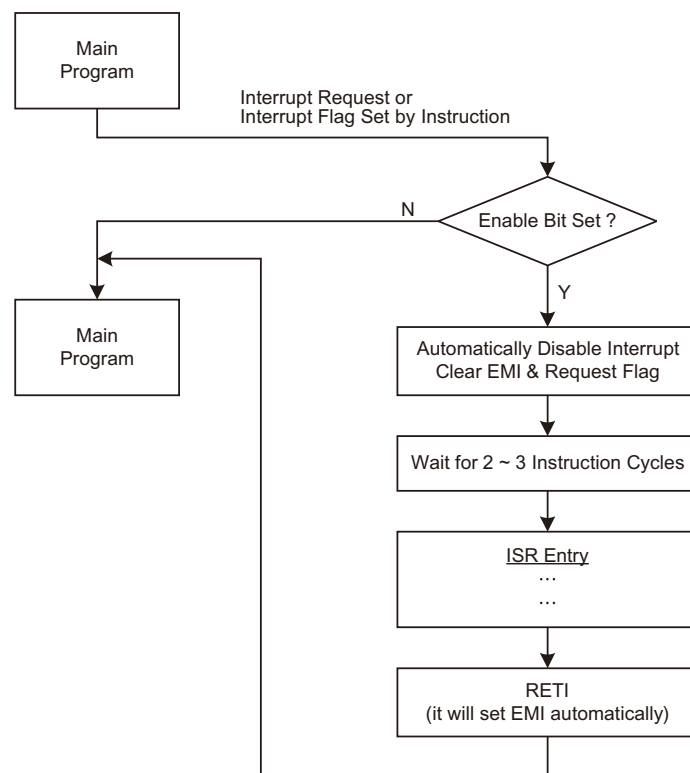 Main
Program
Interrupt Request or
Interrupt Flag Set by Instruction
Enable Bit Set ?
N
Y
Main
Program
Automatically Disable Interrupt
Clear EMI & Request Flag
Wait for 2 ~ 3 Instruction Cycles
ISR Entry
...
...
RETI
(it will set EMI automatically)